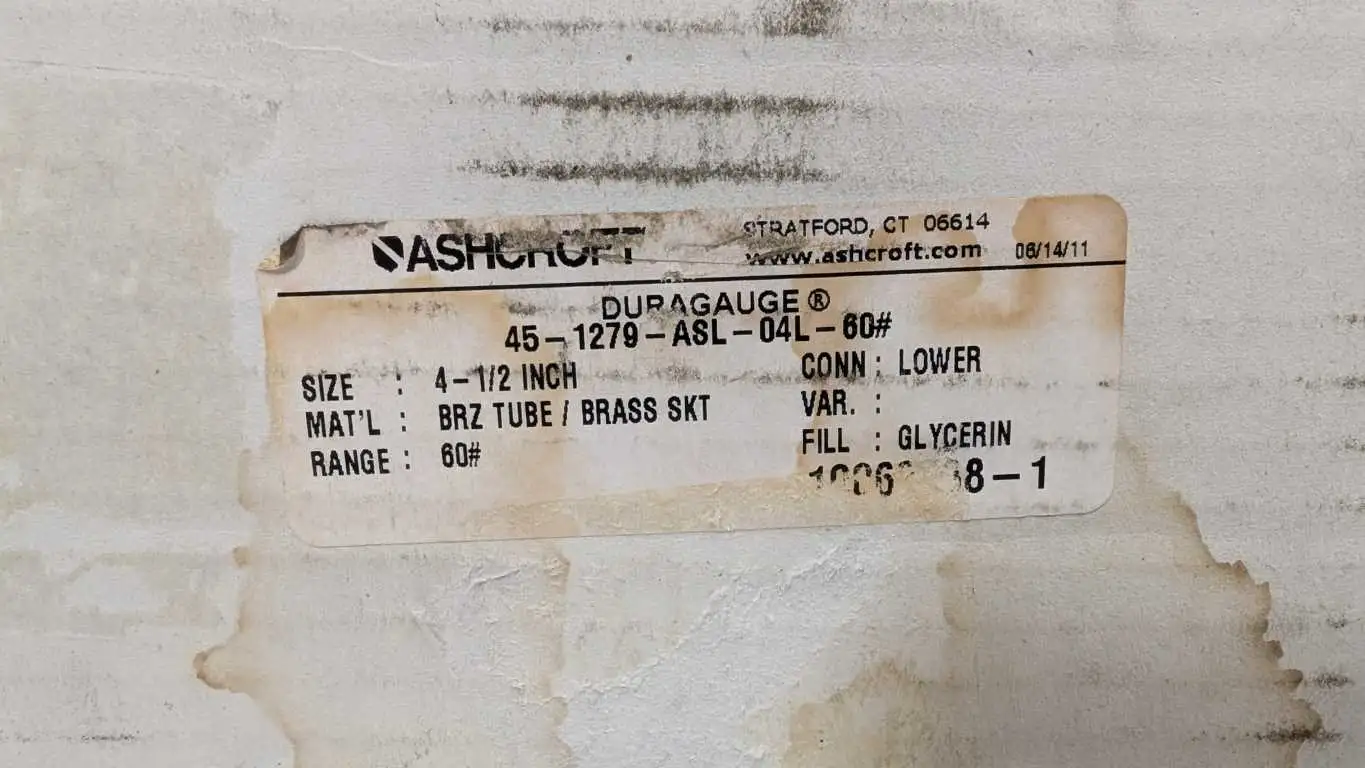 ASHCROFT
STRATFORD, CT 06614
www.ashcroft.com 06/14/11
DURAGAUGE®
45-1279-ASL-04L-60#
SIZE : 4-1/2 INCH
CONN : LOWER
MAT'L : BRZ TUBE / BRASS SKT
VAR. :
RANGE : 60#
FILL : GLYCERIN